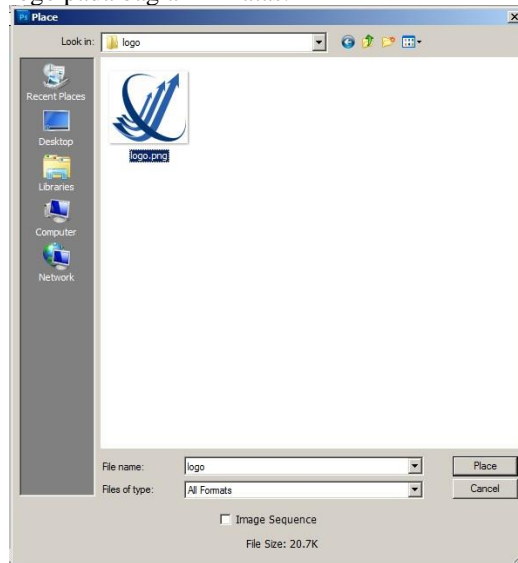 Place
Look in:
logo
Recent Places
Desktop
Libraries
Computer
Network
logo.png
File name:
logo
Place
Files of type:
All Formats
Cancel
Image Sequence
File Size: 20.7K